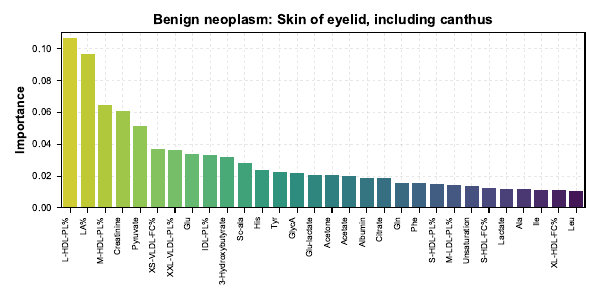 Benign neoplasm: Skin of eyelid, including canthus
Importance
0.10
0.08
0.06
0.04
0.02
0.00
L-HDL-PL%
LA%
M-HDL-PL%
Creatinine
Pyruvate
XS-VLDL-FC%
XXL-VLDL-PL%
Glu
IDL-PL%
3-Hydroxybutyrate
Sc-ala
His
Tyr
GlycA
Glu-lactate
Acetone
Acetate
Albumin
Citrate
Gln
Phe
S-HDL-PL%
M-LDL-PL%
Unsaturation
S-HDL-FC%
Lactate
Ala
Ile
XL-HDL-FC%
Leu